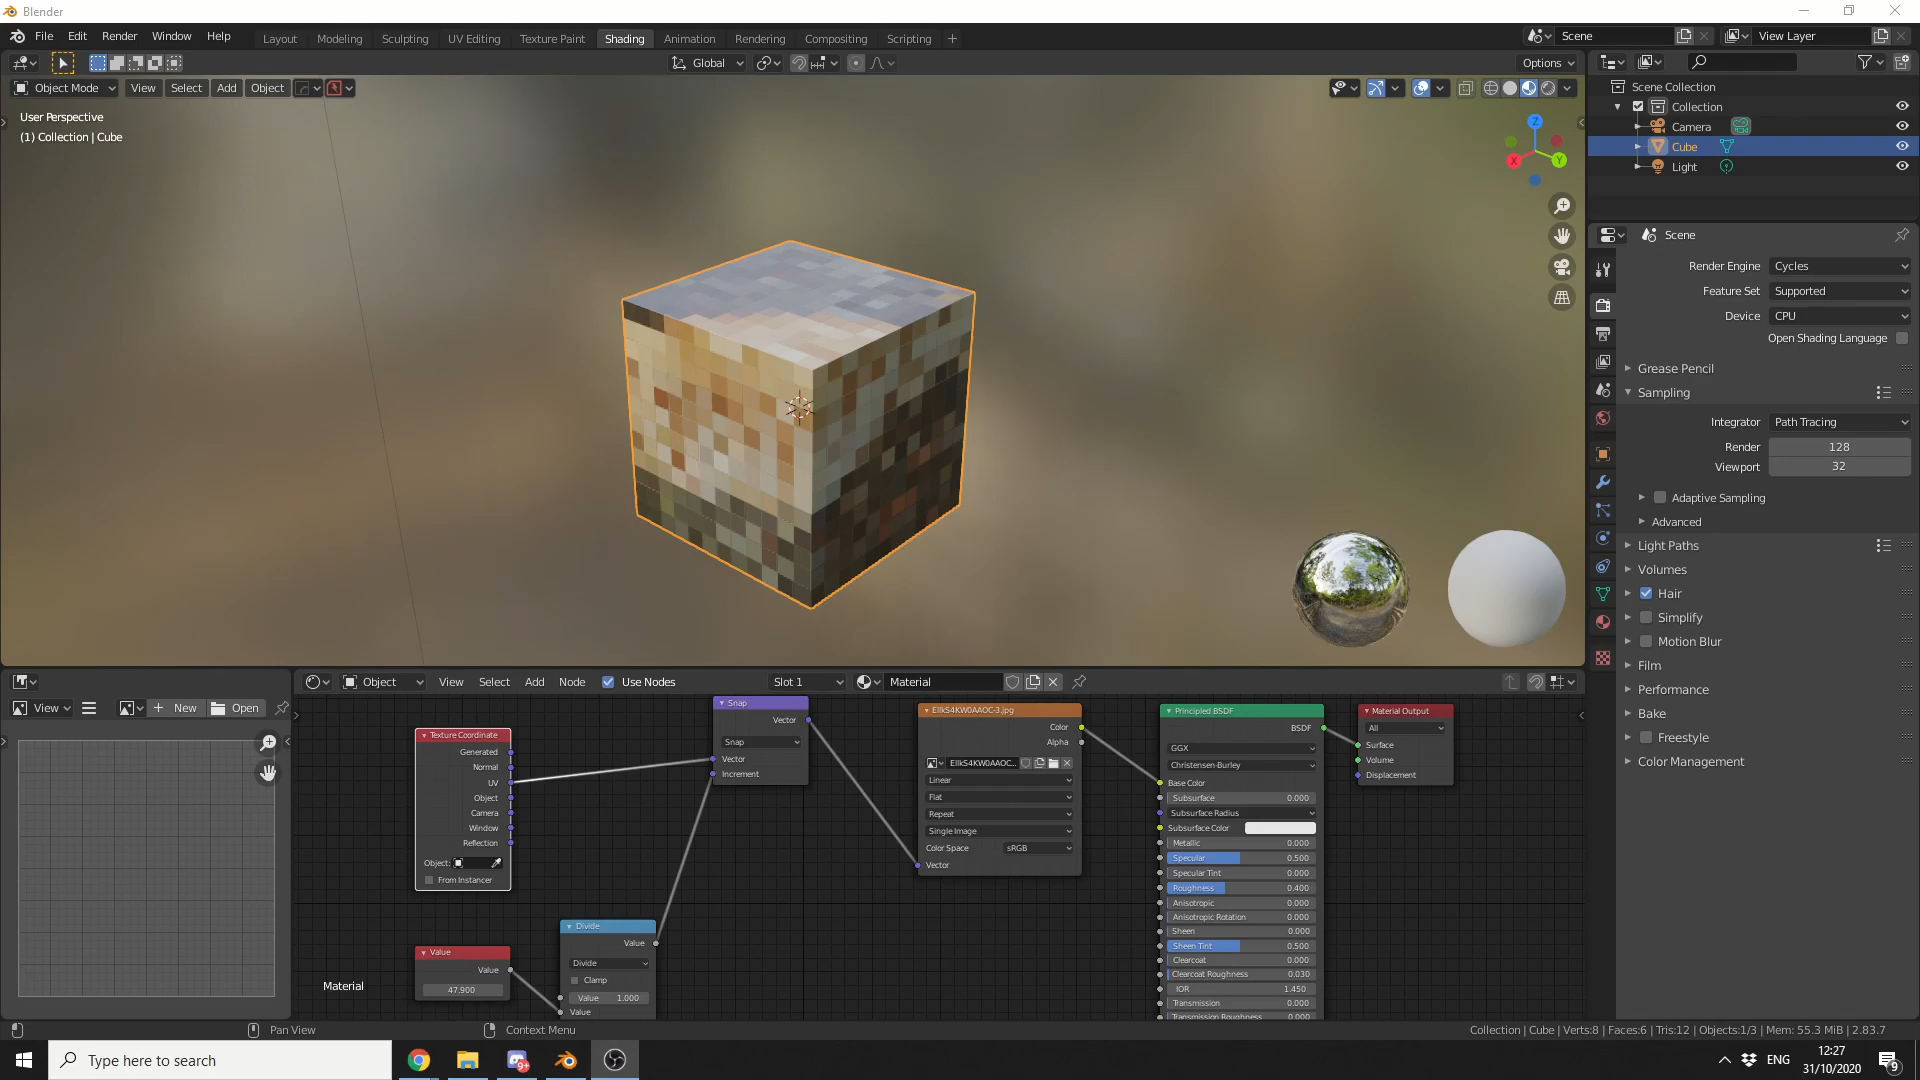 Blender
File Edit Render Window Help
Layout Modeling Sculpting UV Editing Texture Paint Shading Animation Rendering Compositing Scripting +
Scene
View Layer
Global
Options
Object Mode View Select Add Object
User Perspective
(1) Collection | Cube
Z
X Y
Scene Collection
Collection
Camera
Cube
Light
Scene
Render Engine Cycles
Feature Set Supported
Device CPU
Open Shading Language
Grease Pencil
Sampling
Integrator Path Tracing
Render 128
Viewport 32
Adaptive Sampling
Advanced
Light Paths
Volumes
Hair
Simplify
Motion Blur
Film
Performance
Bake
Freestyle
Color Management
View
New
Open
Object View Select Add Node Use Nodes
Slot 1
Material
Texture Coordinate
Generated
Normal
UV
Object
Camera
Window
Reflection
Object:
From Instancer
Value
Value
47.900
Divide
Value
Divide
Clamp
Value 1.000
Value
Snap
Vector
Snap
Vector
Increment
EIlkS4KW0AAOC-3.jpg
Color
Alpha
EIlkS4KW0AAOC...
Linear
Flat
Repeat
Single Image
Color Space sRGB
Vector
Principled BSDF
BSDF
GGX
Christensen-Burley
Base Color
Subsurface 0.000
Subsurface Radius
Subsurface Color
Metallic 0.000
Specular 0.500
Specular Tint 0.000
Roughness 0.400
Anisotropic 0.000
Anisotropic Rotation 0.000
Sheen 0.000
Sheen Tint 0.500
Clearcoat 0.000
Clearcoat Roughness 0.030
IOR 1.450
Transmission 0.000
Transmission Roughness 0.000
Material Output
All
Surface
Volume
Displacement
Material
Pan View
Context Menu
Collection | Cube | Verts:8 | Faces:6 | Tris:12 | Objects:1/3 | Mem: 55.3 MiB | 2.83.7
Type here to search
9+
ENG
12:27
31/10/2020
9